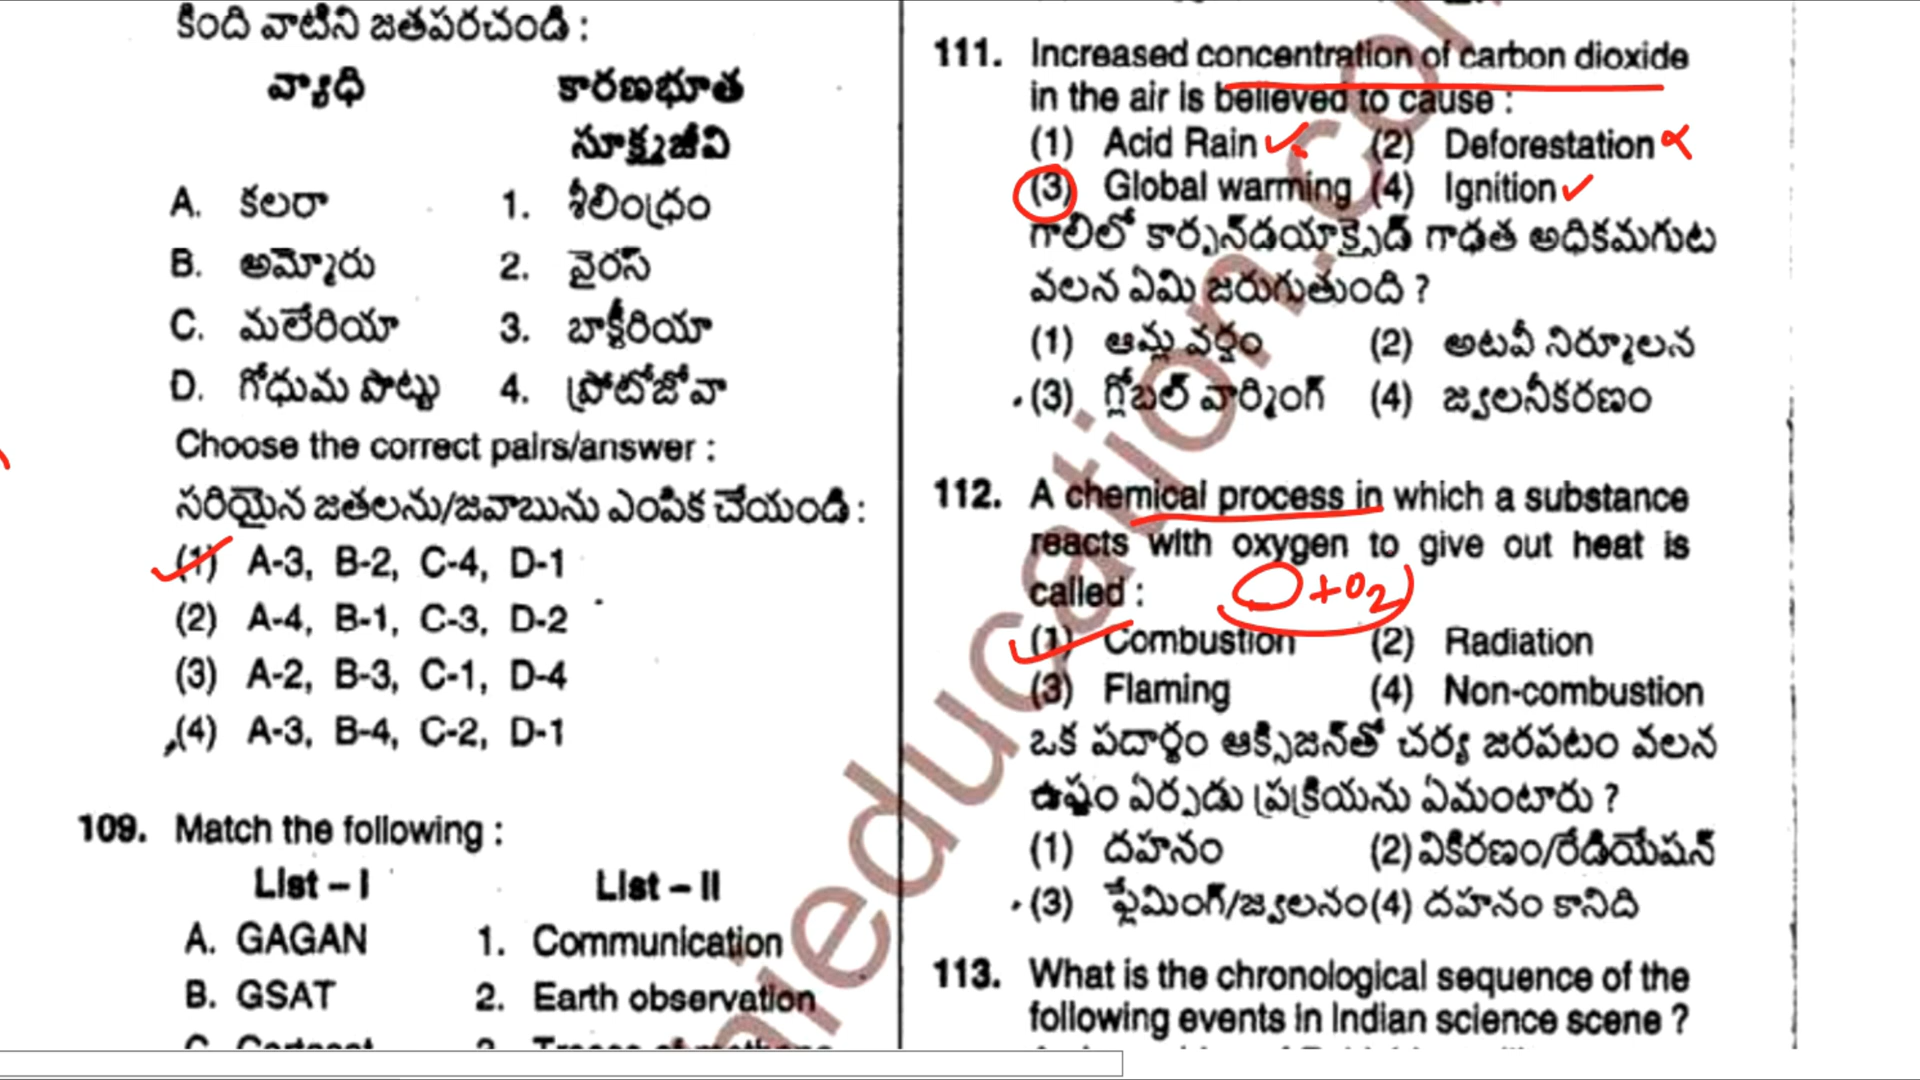 కింది వాటిని జతపరచండి :
వ్యాధి కారణభూత
సూక్ష్మజీవి
A. కలరా 1. శిలీంధ్రం
B. అమ్మోరు 2. వైరస్
C. మలేరియా 3. బాక్టీరియా
D. గోధుమ పొట్టు 4. ప్రోటోజోవా
Choose the correct pairs/answer :
సరియైన జతలను/జవాబును ఎంపిక చేయండి :
(1) A-3, B-2, C-4, D-1
(2) A-4, B-1, C-3, D-2
(3) A-2, B-3, C-1, D-4
(4) A-3, B-4, C-2, D-1
109. Match the following :
List – I List – II
A. GAGAN 1. Communication
B. GSAT 2. Earth observation
111. Increased concentration of carbon dioxide
in the air is believed to cause :
(1) Acid Rain (2) Deforestation
(3) Global warming (4) Ignition
గాలిలో కార్బన్‌డయాక్సైడ్ గాఢత అధికమగుట
వలన ఏమి జరుగుతుంది ?
(1) ఆమ్ల వర్షం (2) అటవీ నిర్మూలన
(3) గ్లోబల్ వార్మింగ్ (4) జ్వలనీకరణం
112. A chemical process in which a substance
reacts with oxygen to give out heat is
called :
+O2
(1) Combustion (2) Radiation
(3) Flaming (4) Non-combustion
ఒక పదార్థం ఆక్సిజన్‌తో చర్య జరపటం వలన
ఉష్ణం ఏర్పడు ప్రక్రియను ఏమంటారు ?
(1) దహనం (2) వికిరణం/రేడియేషన్
(3) ఫ్లేమింగ్/జ్వలనం (4) దహనం కానిది
113. What is the chronological sequence of the
following events in Indian science scene ?
nieducation.com